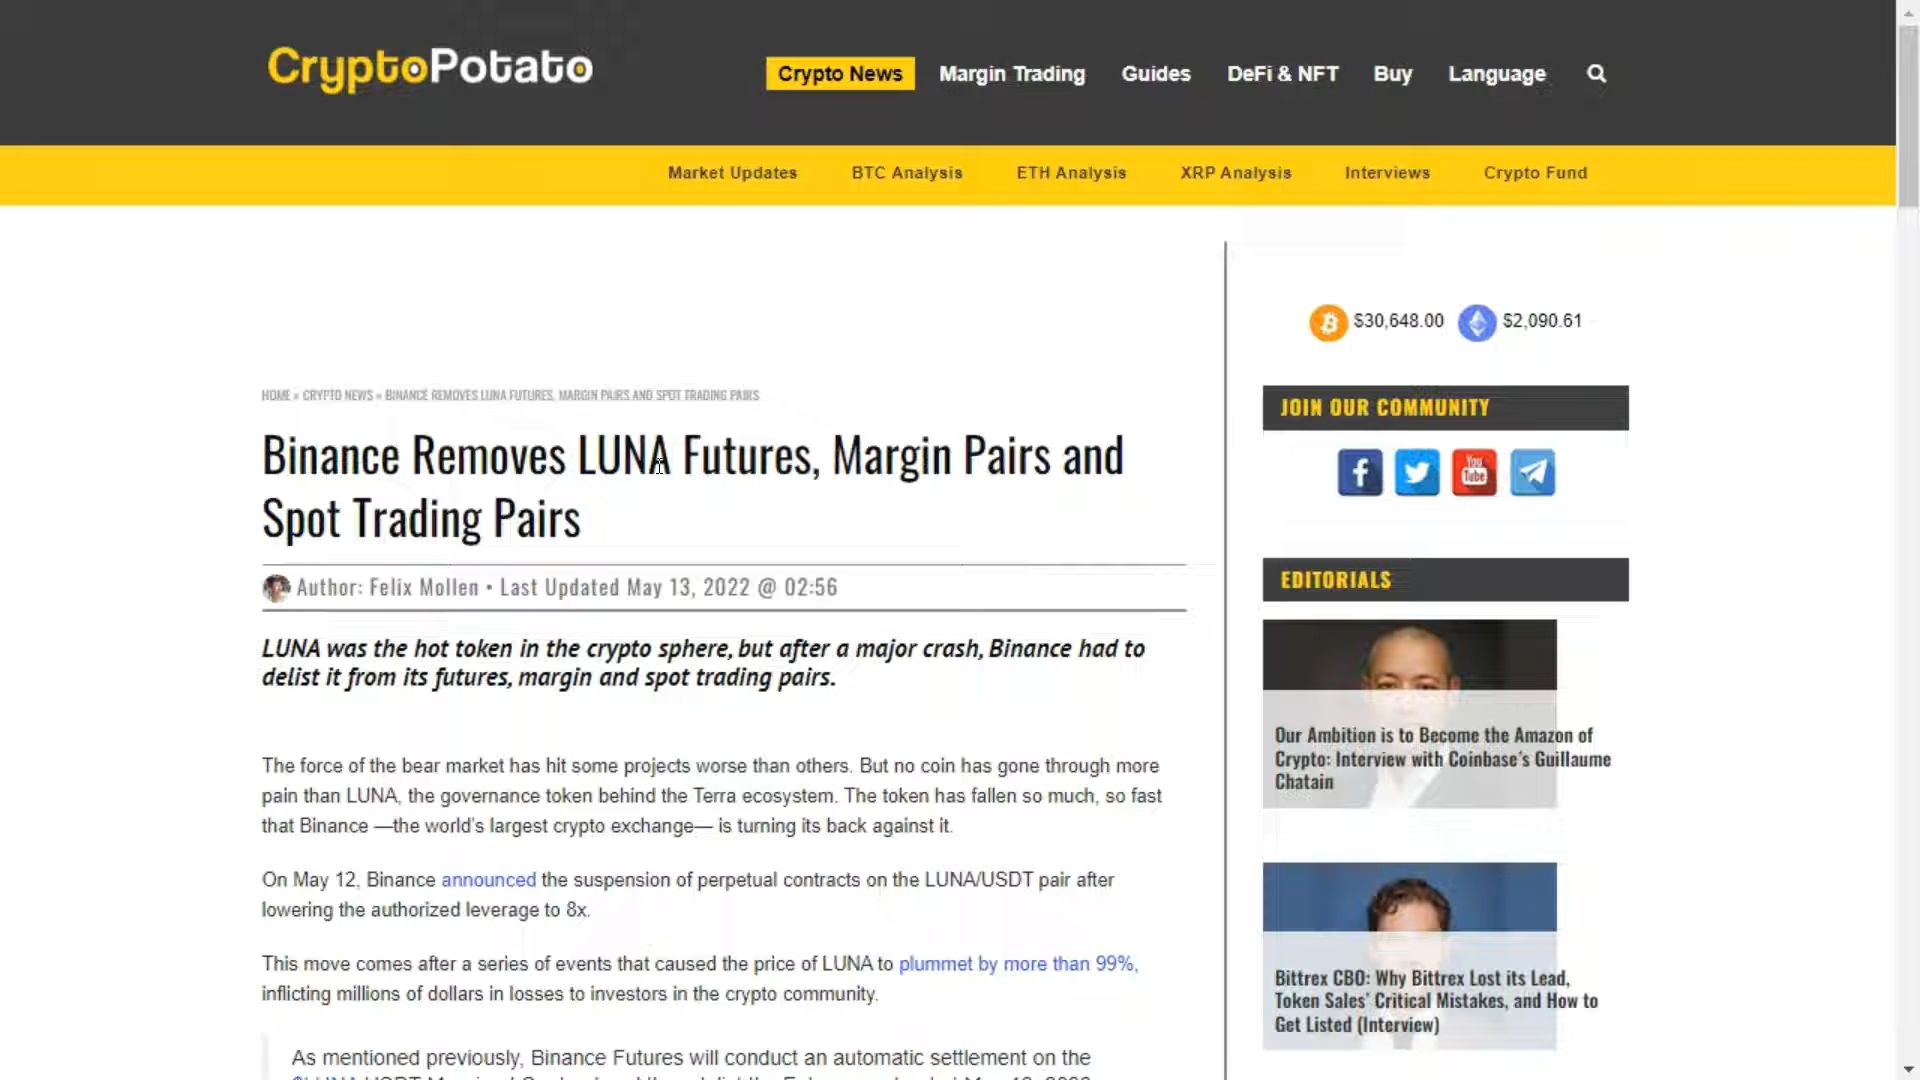 CryptoPotato
Crypto News Margin Trading Guides DeFi & NFT Buy Language
Market Updates BTC Analysis ETH Analysis XRP Analysis Interviews Crypto Fund
$30,648.00 $2,090.61
HOME » CRYPTO NEWS » BINANCE REMOVES LUNA FUTURES, MARGIN PAIRS AND SPOT TRADING PAIRS
Binance Removes LUNA Futures, Margin Pairs and
Spot Trading Pairs
Author: Felix Mollen • Last Updated May 13, 2022 @ 02:56
LUNA was the hot token in the crypto sphere, but after a major crash, Binance had to
delist it from its futures, margin and spot trading pairs.
The force of the bear market has hit some projects worse than others. But no coin has gone through more
pain than LUNA, the governance token behind the Terra ecosystem. The token has fallen so much, so fast
that Binance —the world's largest crypto exchange— is turning its back against it.
On May 12, Binance announced the suspension of perpetual contracts on the LUNA/USDT pair after
lowering the authorized leverage to 8x.
This move comes after a series of events that caused the price of LUNA to plummet by more than 99%,
inflicting millions of dollars in losses to investors in the crypto community.
As mentioned previously, Binance Futures will conduct an automatic settlement on the
JOIN OUR COMMUNITY
You
Tube
EDITORIALS
Our Ambition is to Become the Amazon of
Crypto: Interview with Coinbase's Guillaume
Chatain
Bittrex CBO: Why Bittrex Lost its Lead,
Token Sales' Critical Mistakes, and How to
Get Listed (Interview)